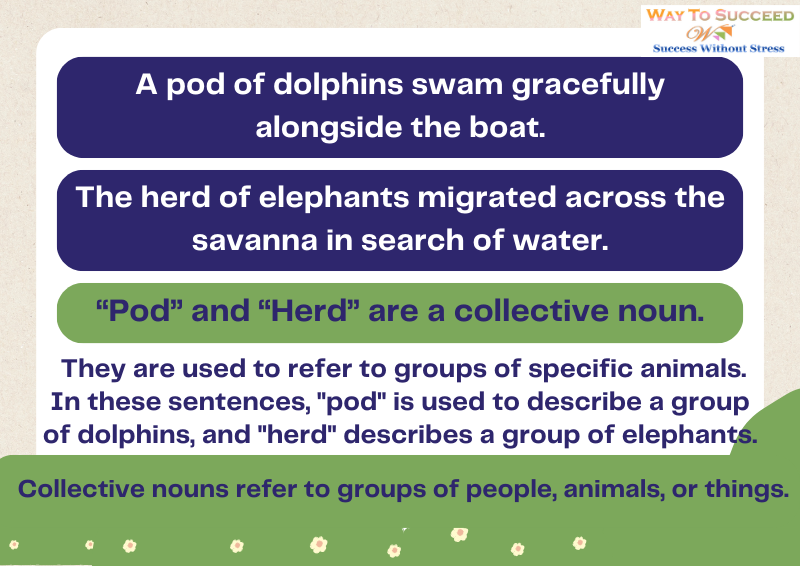 WAY TO SUCCEED
Success Without Stress
A pod of dolphins swam gracefully
alongside the boat.
The herd of elephants migrated across the
savanna in search of water.
“Pod” and “Herd” are a collective noun.
They are used to refer to groups of specific animals.
In these sentences, "pod" is used to describe a group
of dolphins, and "herd" describes a group of elephants.
Collective nouns refer to groups of people, animals, or things.